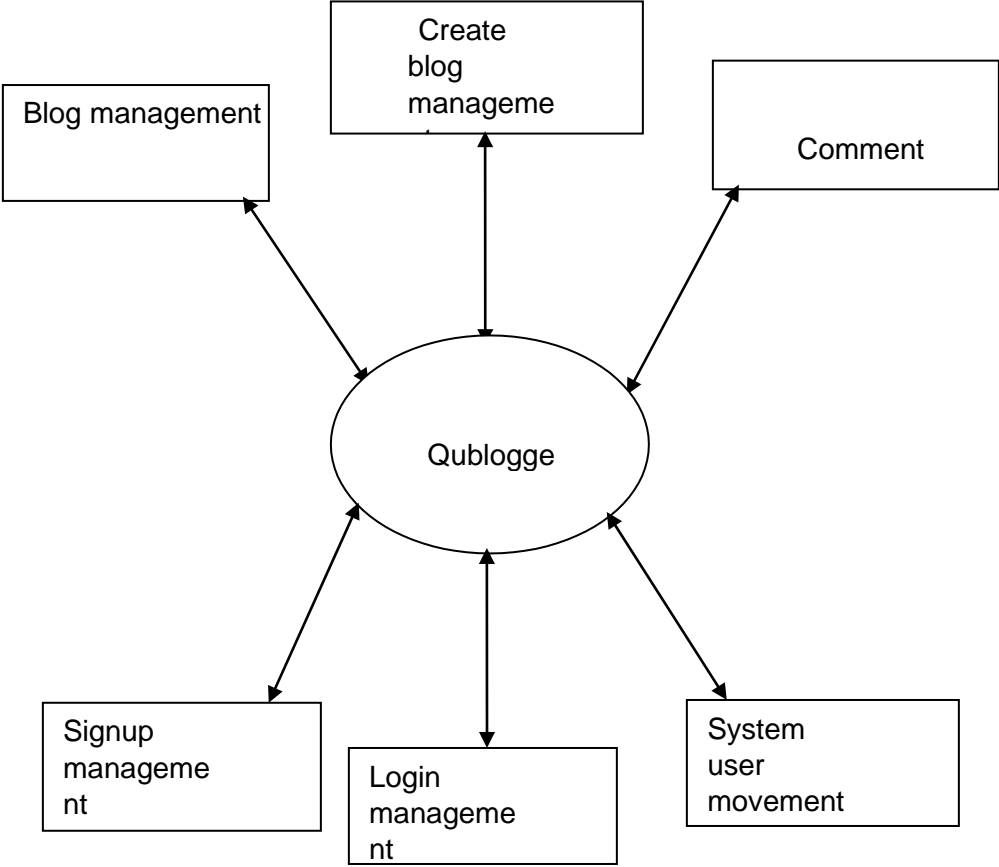 Create
blog
manageme
Blog management
Comment
Qublogge
Signup
manageme
nt
Login
manageme
nt
System
user
movement